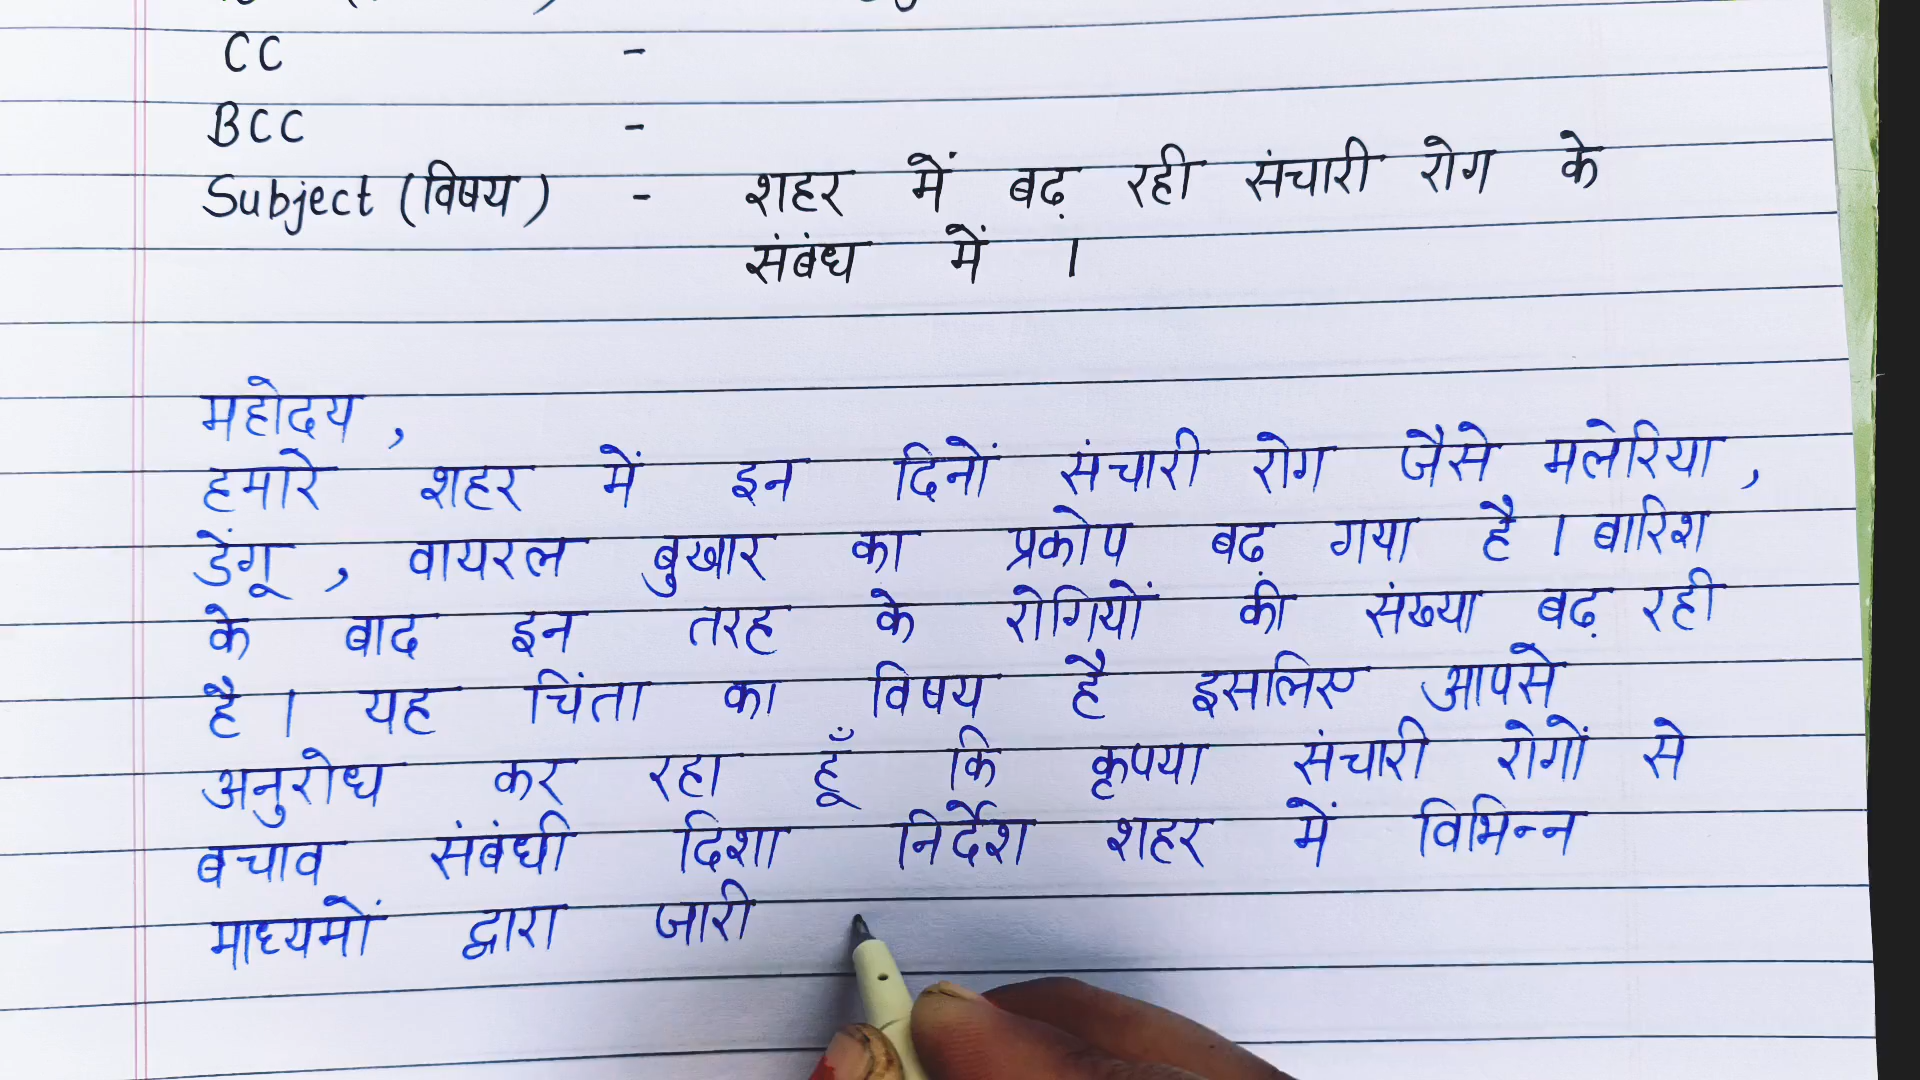 CC -
BCC -
Subject (विषय) - शहर में बढ़ रही संचारी रोग के
संबंध में ।
महोदय ,
हमारे शहर में इन दिनों संचारी रोग जैसे मलेरिया ,
डेंगू , वायरल बुखार का प्रकोप बढ़ गया है । बारिश
के बाद इन तरह के रोगियों की संख्या बढ़ रही
है । यह चिंता का विषय है इसलिए आपसे
अनुरोध कर रहा हूँ कि कृपया संचारी रोगों से
बचाव संबंधी दिशा निर्देश शहर में विभिन्न
माध्यमों द्वारा जारी